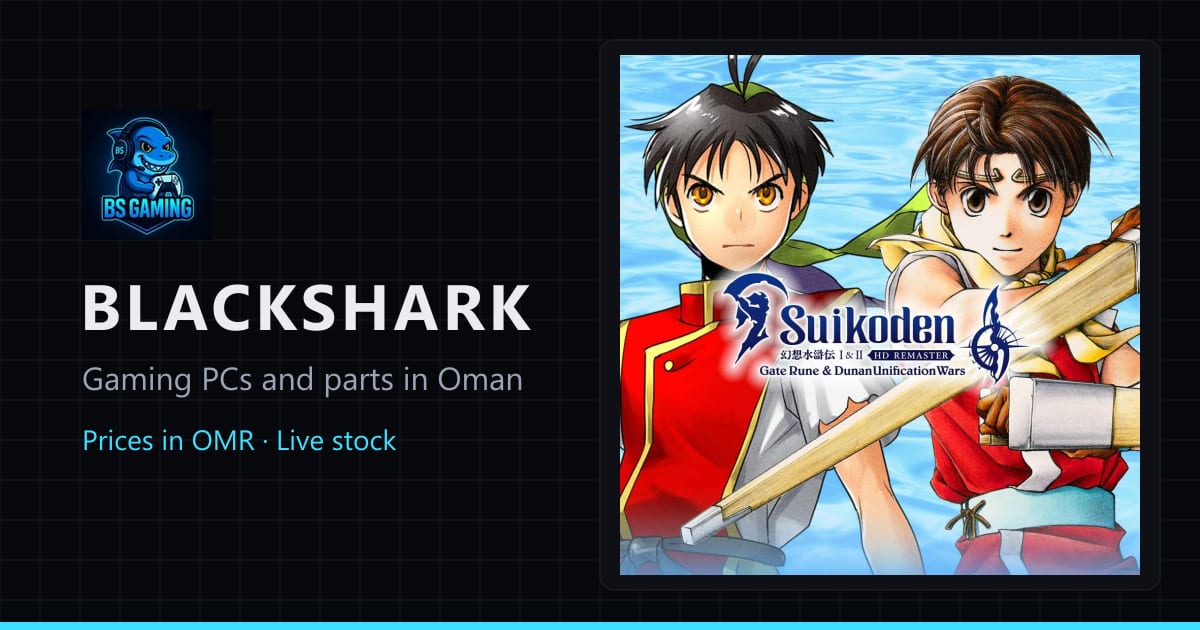 BS
BS GAMING
BLACKSHARK
Gaming PCs and parts in Oman
Prices in OMR · Live stock
Suikoden
幻想水滸伝 I & II HD REMASTER
Gate Rune & Dunan Unification Wars